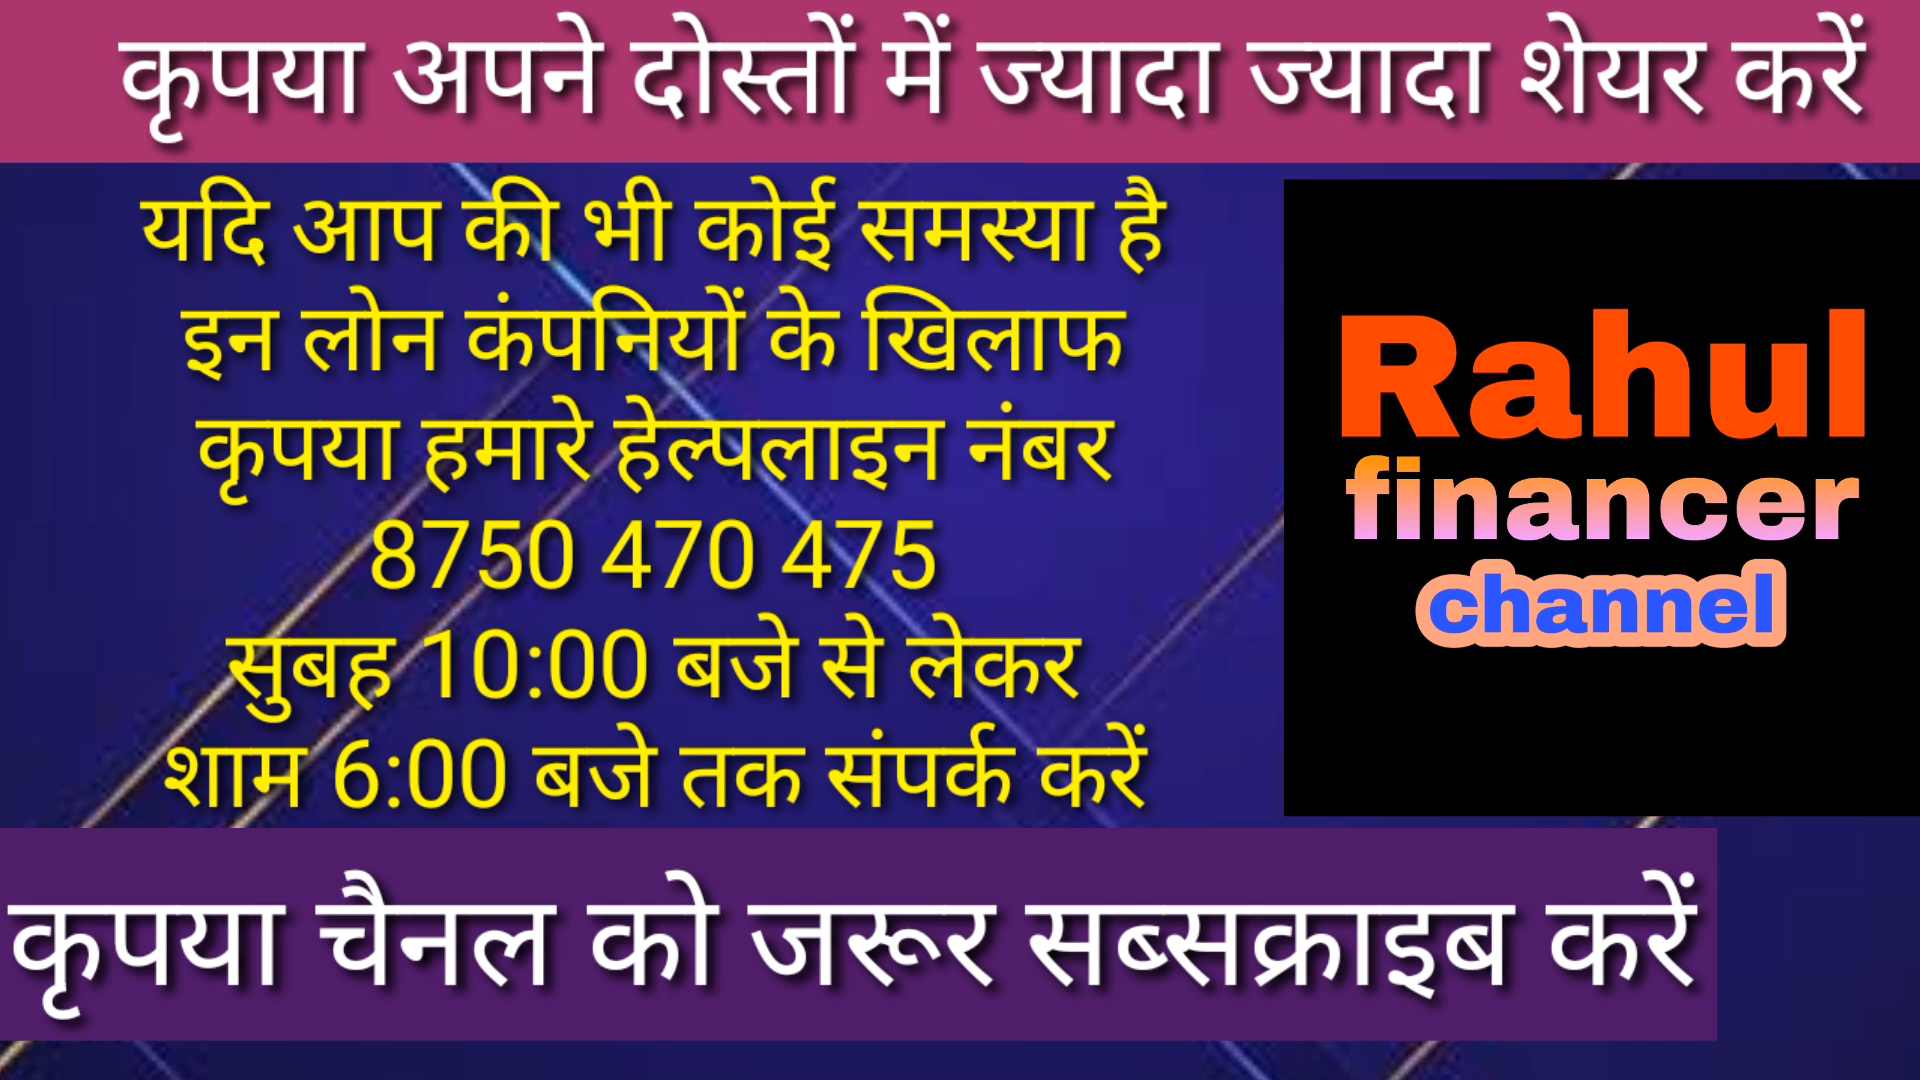 कृपया अपने दोस्तों में ज्यादा ज्यादा शेयर करें
यदि आप की भी कोई समस्या है
इन लोन कंपनियों के खिलाफ
कृपया हमारे हेल्पलाइन नंबर
8750 470 475
सुबह 10:00 बजे से लेकर
शाम 6:00 बजे तक संपर्क करें
Rahul
financer
channel
कृपया चैनल को जरूर सब्सक्राइब करें